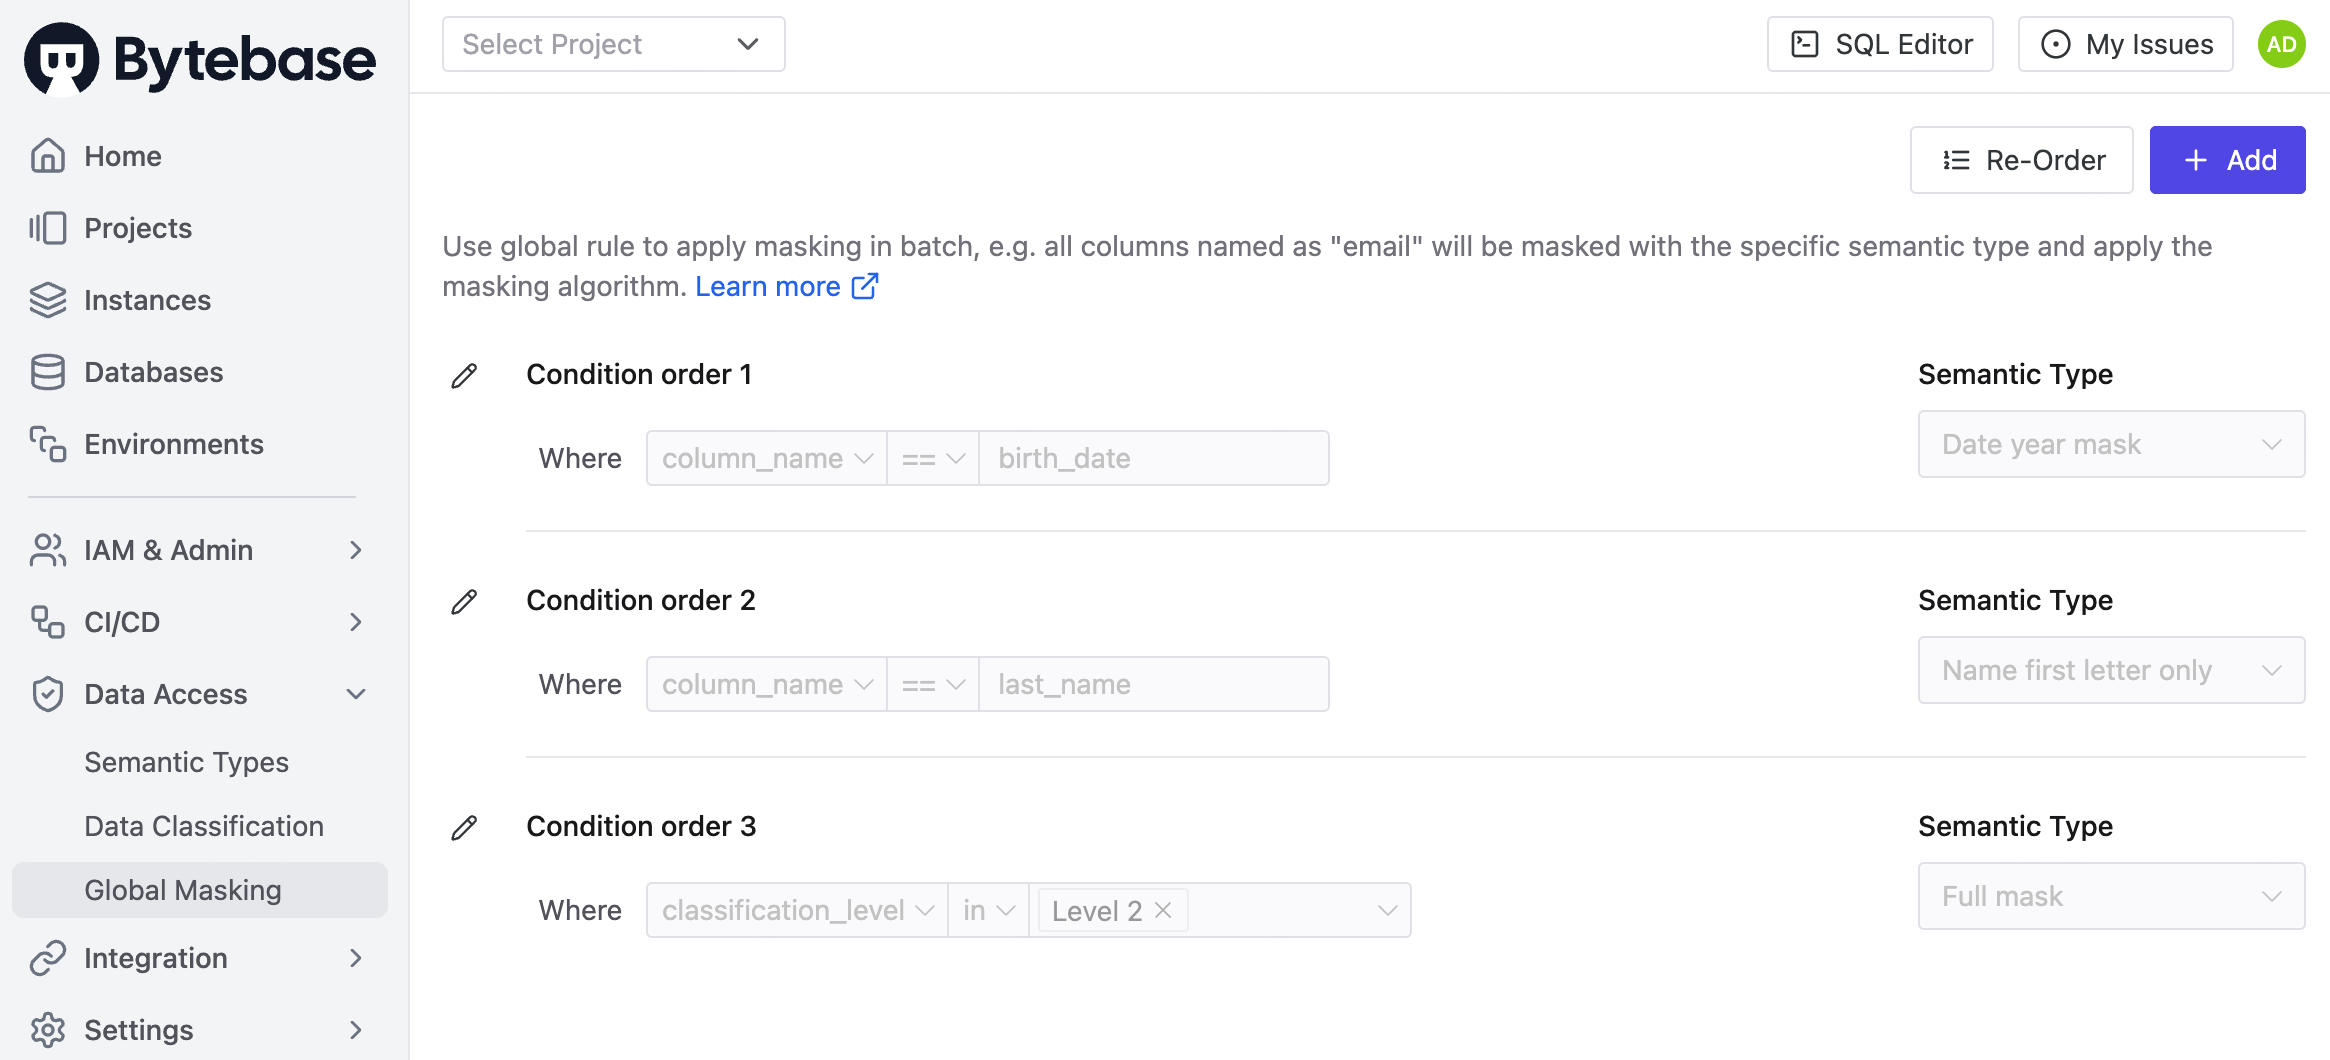 Bytebase
Select Project
SQL Editor
My Issues
AD
Home
Projects
Instances
Databases
Environments
IAM & Admin
CI/CD
Data Access
Semantic Types
Data Classification
Global Masking
Integration
Settings
Re-Order
Add
Use global rule to apply masking in batch, e.g. all columns named as "email" will be masked with the specific semantic type and apply the
masking algorithm. Learn more
Condition order 1
Semantic Type
Where column_name == birth_date
Date year mask
Condition order 2
Semantic Type
Where column_name == last_name
Name first letter only
Condition order 3
Semantic Type
Where classification_level in Level 2
Full mask